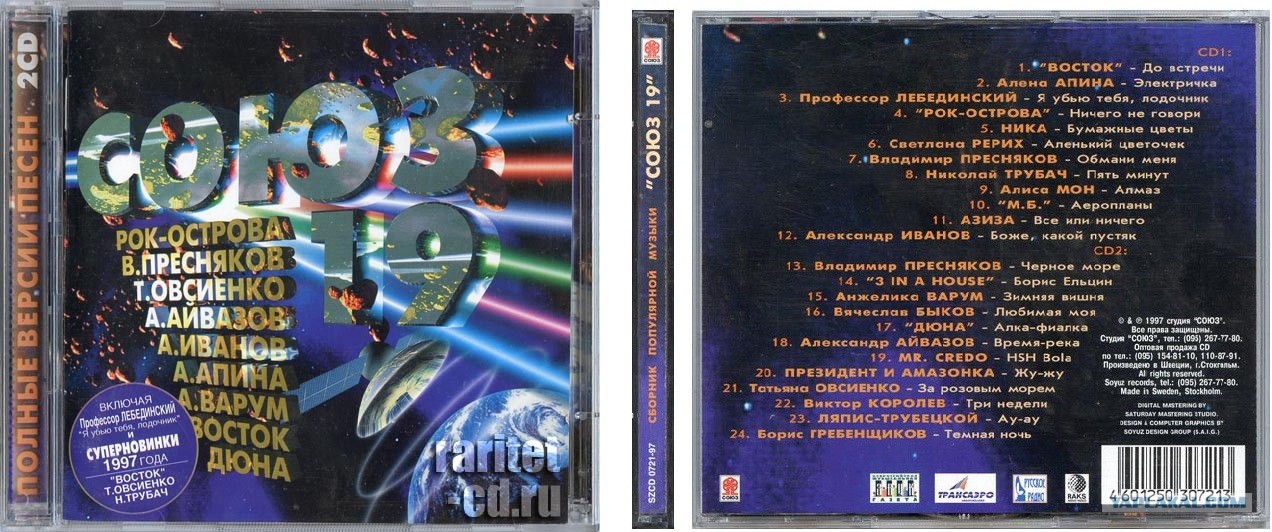 ПОЛНЫЕ ВЕРСИИ ПЕСЕН 2CD
СОЮЗ
19
РОК-ОСТРОВА
В.ПРЕСНЯКОВ
Т.ОВСИЕНКО
А.АЙВАЗОВ
А.ИВАНОВ
А.АПИНА
А.ВАРУМ
ВОСТОК
ДЮНА
ВКЛЮЧАЯ
Профессор ЛЕБЕДИНСКИЙ
"Я убью тебя, лодочник"
и
СУПЕРНОВИНКИ
1997 ГОДА
"ВОСТОК"
Т.ОВСИЕНКО
Н.ТРУБАЧ
raritet
-cd.ru
СОЮЗ
СБОРНИК ПОПУЛЯРНОЙ МУЗЫКИ "СОЮЗ 19"
SZCD 0721-97
CD1:
1. "ВОСТОК" – До встречи
2. Алена АПИНА – Электричка
3. Профессор ЛЕБЕДИНСКИЙ – Я убью тебя, лодочник
4. "РОК-ОСТРОВА" – Ничего не говори
5. НИКА – Бумажные цветы
6. Светлана РЕРИХ – Аленький цветочек
7. Владимир ПРЕСНЯКОВ – Обмани меня
8. Николай ТРУБАЧ – Пять минут
9. Алиса МОН – Алмаз
10. "М.Б." – Аеропланы
11. АЗИЗА – Все или ничего
12. Александр ИВАНОВ – Боже, какой пустяк
CD2:
13. Владимир ПРЕСНЯКОВ – Черное море
14. "3 IN A HOUSE" – Борис Ельцин
15. Анжелика ВАРУМ – Зимняя вишня
16. Вячеслав БЫКОВ – Любимая моя
17. "ДЮНА" – Алка-фиалка
18. Александр АЙВАЗОВ – Время-река
19. MR. CREDO – HSH Bola
20. ПРЕЗИДЕНТ И АМАЗОНКА – Жу-жу
21. Татьяна ОВСИЕНКО – За розовым морем
22. Виктор КОРОЛЕВ – Три недели
23. ЛЯПИС-ТРУБЕЦКОЙ – Ау-ау
24. Борис ГРЕБЕНЩИКОВ – Темная ночь
© & ℗ 1997 студия "СОЮЗ".
Все права защищены.
Студия "СОЮЗ", тел.: (095) 267-77-80.
Оптовая продажа CD
по тел.: (095) 154-81-10, 110-87-91.
Произведено в Швеции, г.Стокгольм.
All rights reserved.
Soyuz records, tel.: (095) 267-77-80.
Made in Sweden, Stockholm.
DIGITAL MASTERING BY
SATURDAY MASTERING STUDIO.
DESIGN & COMPUTER GRAPHICS BY
SOYUZ DESIGN GROUP (S.A.I.G.)
СОЮЗ
МУЗЫКАЛЬНАЯ
ГАЗЕТА
ТРАНСАЭРО
РУССКОЕ
РАДИО
RAKS
4 601250 307213
YAPLAKAL.COM